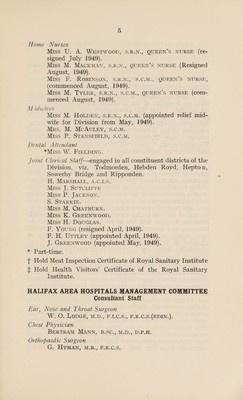 5
Home Nurses
Miss U. A. Westwood, S.R.N., QUEEN'S NURSE (re-
signed July 1949).
Miss M. Mackman, S.R.N., QUEEN'S NURSE (Resigned
August, 1949).
Miss F. Robinson, S.R.N., S.C.M., QUEEN'S NURSE,
(commenced August, 1949).
Miss M. Tyler, S.R.N., S.C.M., QUEEN'S NURSE (com-
menced August, 1949).
Midwives
Miss M. Holden, S.R.N., S.C.M. (appointed relief mid-
wife for Division from May, 1949).
Mrs. M. McAuley, S.C.M.
Miss P. Stansfield, S.C.M.
Dental Attendant
*Miss W. Fielding.
Joint Clerical Staff—engaged in all constituent districts of the
Division, viz. Todmorden, Hebden Royd, Hepton,
Sowerby Bridge and Ripponden.
H. Marshall, A.C.I.S.
Miss J. Sutcliffe
Miss P. Jackson.
S. Starkie.
Miss M. Chatburn.
Miss K. Greenwood.
Miss H. Douglas.
F. Young (resigned April, 1949).
F. H. Uttley (appointed April, 1949).
J. Greenwood (appointed May, 1949).
* Part-time.
† Hold Meat Inspection Certificate of Royal Sanitary Institute
‡ Hold Health Visitors' Certificate of the Royal Sanitary
Institute.
HALIFAX AREA HOSPITALS MANAGEMENT COMMITTEE
Consultant Staff
Ear, Nose and Throat Surgeon
W. O. Lodge, M.D., F.I.C.S., F.R.C.S.(EDIN.).
Chest Physician
Bertram Mann, B.SC., M.D., D.P.H.
Orthopaedic Surgeon
G. Hyman, M.B., F.R.C.S.